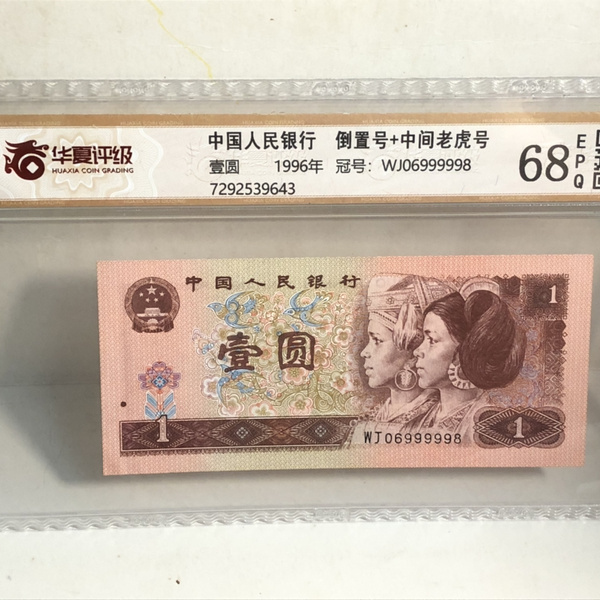 华夏评级
HUAXIA COIN GRADING
中国人民银行 倒置号+中间老虎号
壹圆 1996年 冠号: WJ06999998
7292539643
68
E
P
Q
中国人民银行
1
壹圆
1
WJ06999998
1